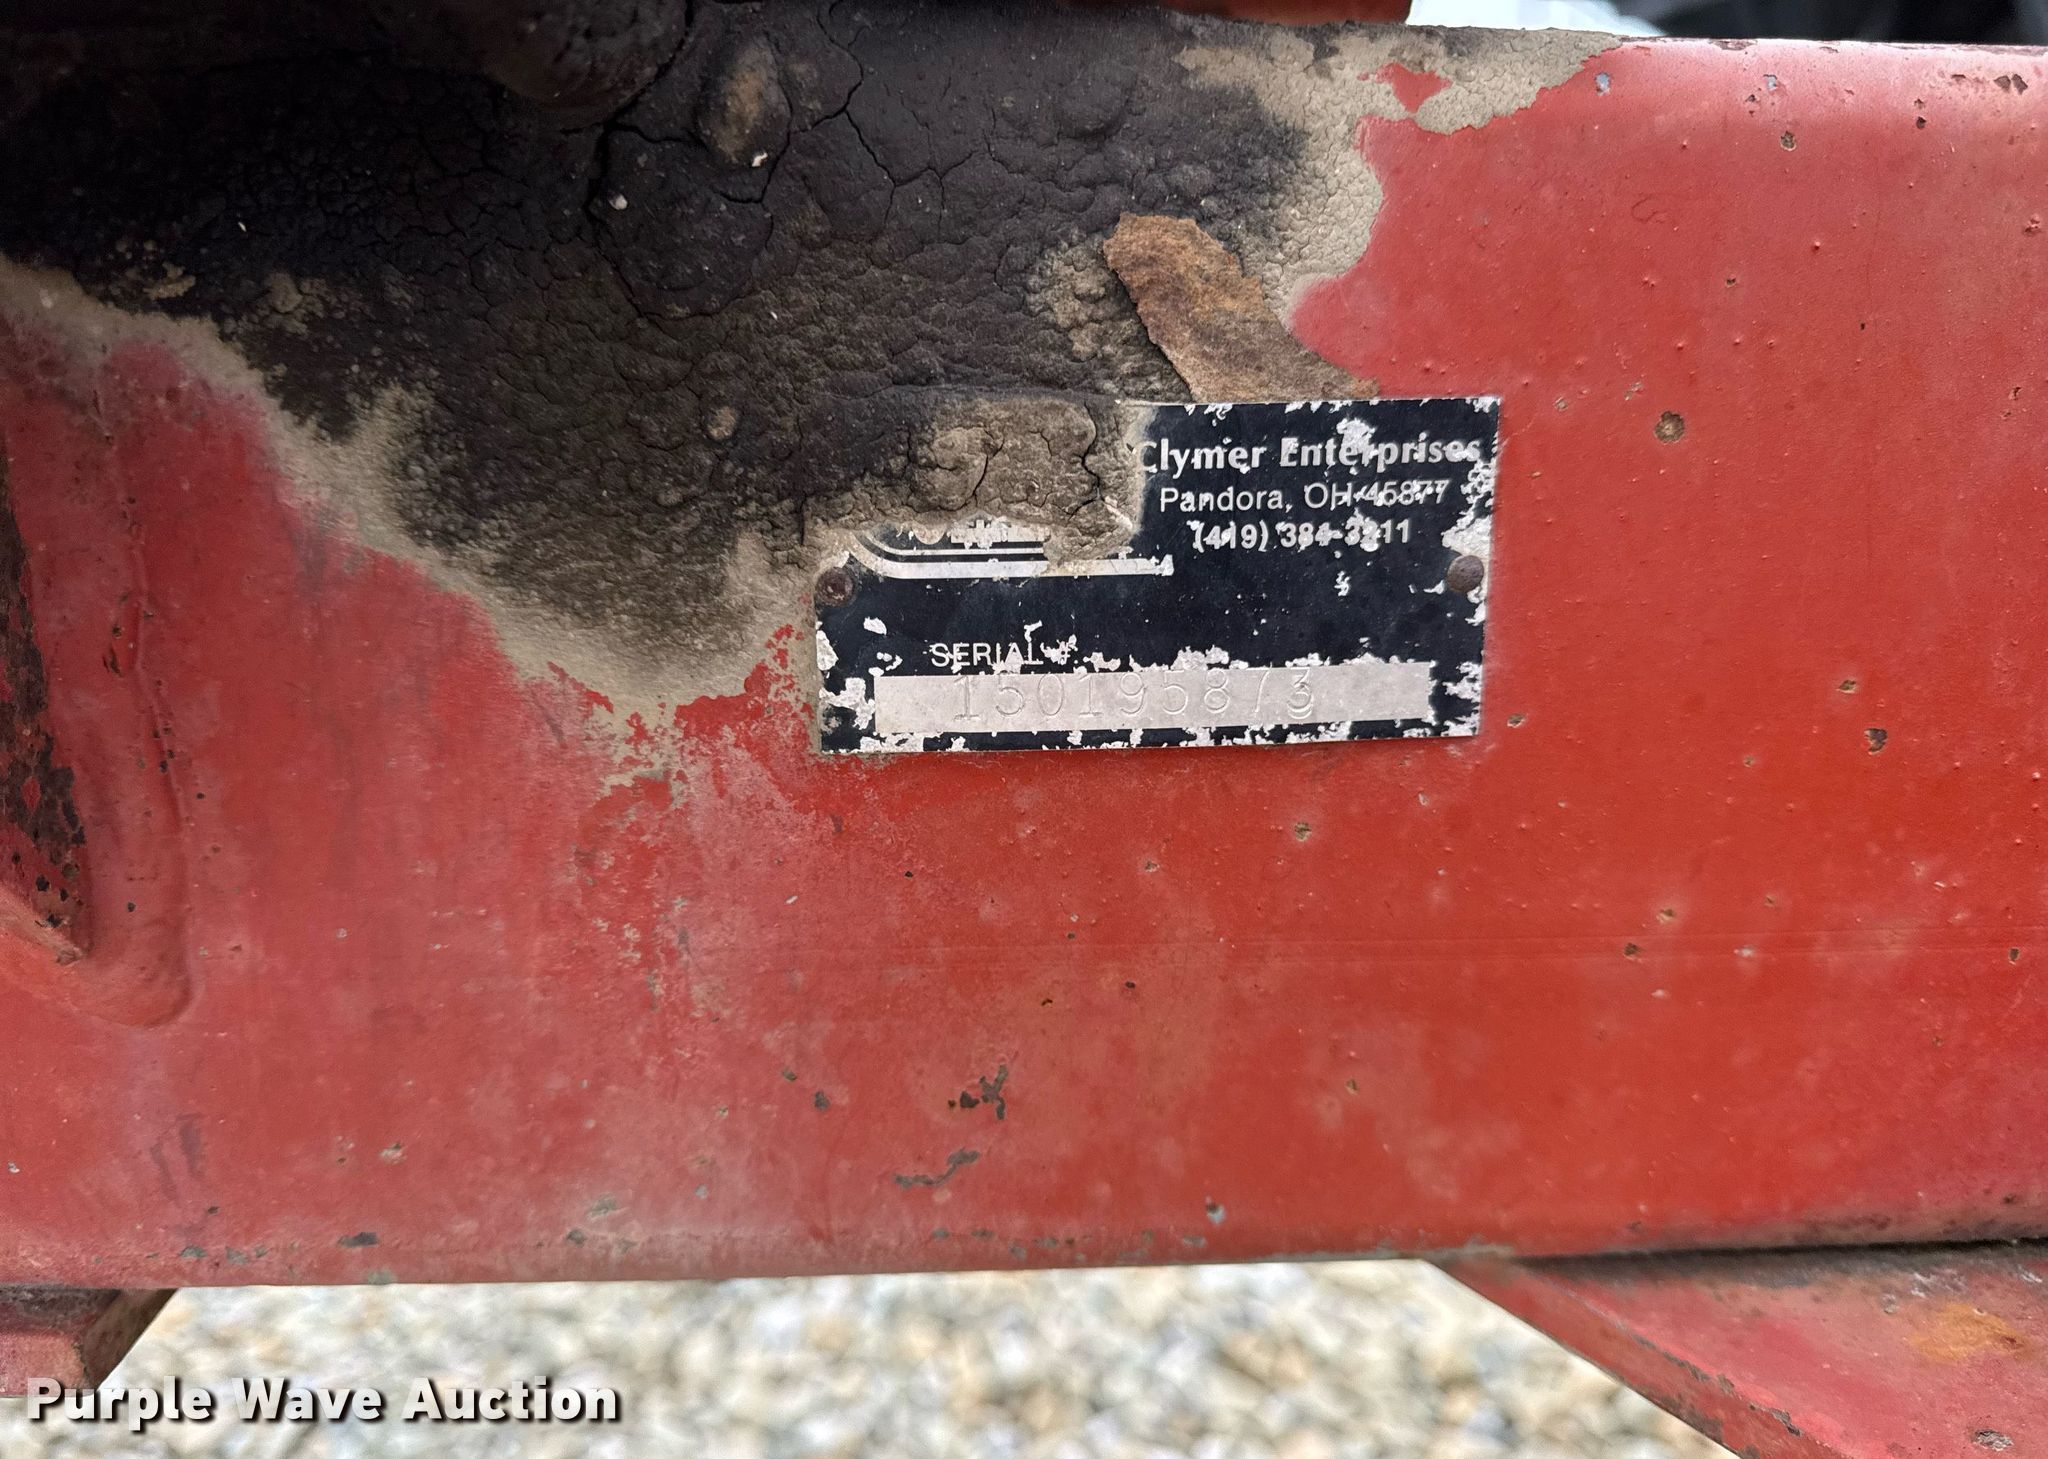 Clymer Enterprises
Pandora, OH 45877
(419) 384-3211
SERIAL #
150195873
Purple Wave Auction